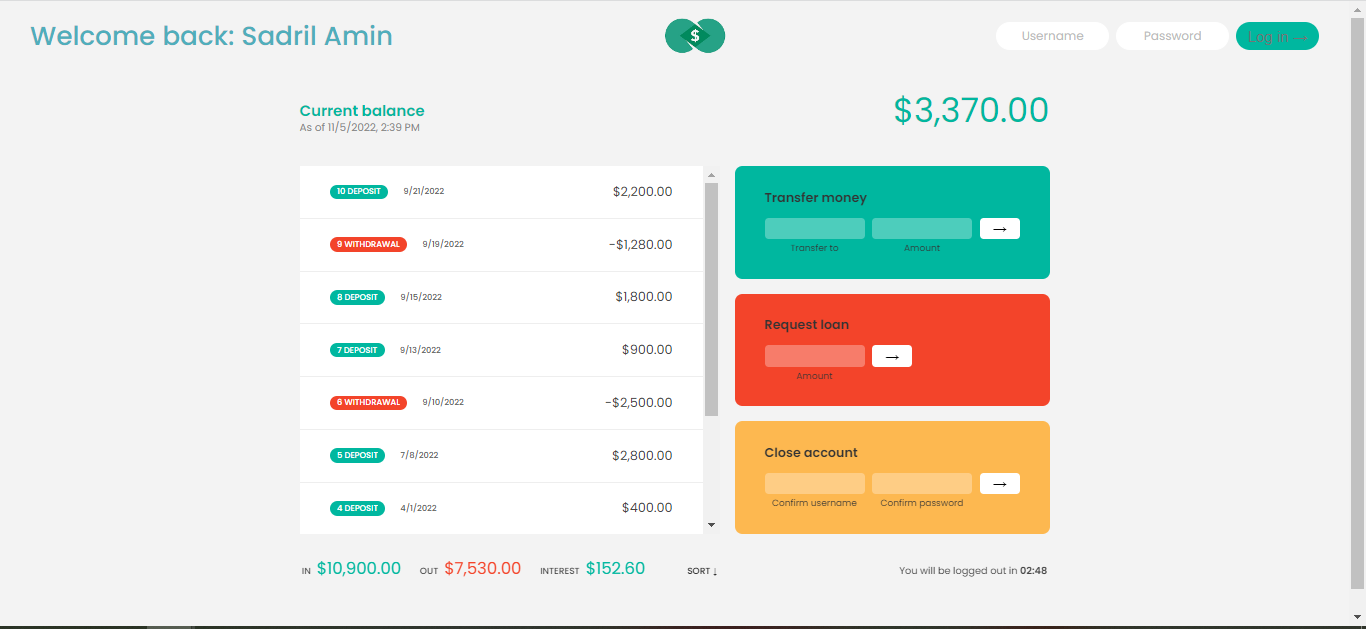 Welcome back: Sadril Amin
$
Username
Password
Log in →
Current balance
As of 11/5/2022, 2:39 PM
$3,370.00
10 DEPOSIT 9/21/2022 $2,200.00
9 WITHDRAWAL 9/19/2022 -$1,280.00
8 DEPOSIT 9/15/2022 $1,800.00
7 DEPOSIT 9/13/2022 $900.00
6 WITHDRAWAL 9/10/2022 -$2,500.00
5 DEPOSIT 7/8/2022 $2,800.00
4 DEPOSIT 4/1/2022 $400.00
Transfer money
→
Transfer to Amount
Request loan
→
Amount
Close account
→
Confirm username Confirm password
IN $10,900.00 OUT $7,530.00 INTEREST $152.60 SORT ↓
You will be logged out in 02:48